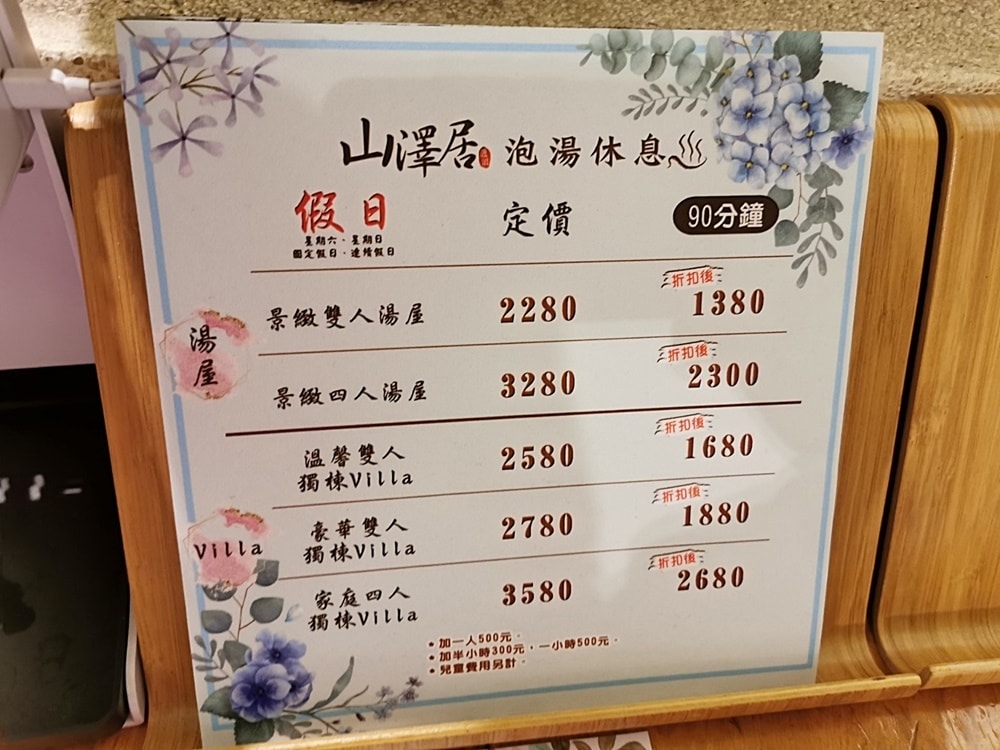 山澤居 泡湯休息
假日 定價 90分鐘
星期六、星期日
國定假日、連續假日
湯屋
景緻雙人湯屋 2280 折扣後 1380
景緻四人湯屋 3280 折扣後 2300
Villa
溫馨雙人
獨棟Villa 2580 折扣後 1680
豪華雙人
獨棟Villa 2780 折扣後 1880
家庭四人
獨棟Villa 3580 折扣後 2680
• 加一人500元。
• 加半小時300元，一小時500元。
• 兒童費用另計。